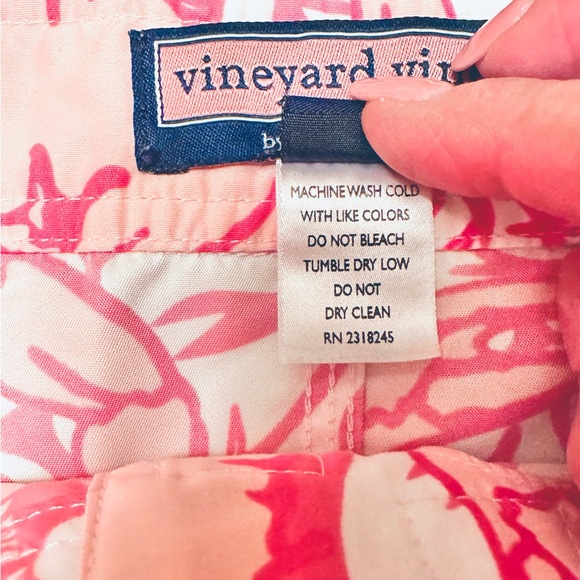 vineyard
by
MACHINE WASH COLD
WITH LIKE COLORS
DO NOT BLEACH
TUMBLE DRY LOW
DO NOT
DRY CLEAN
RN 2318245